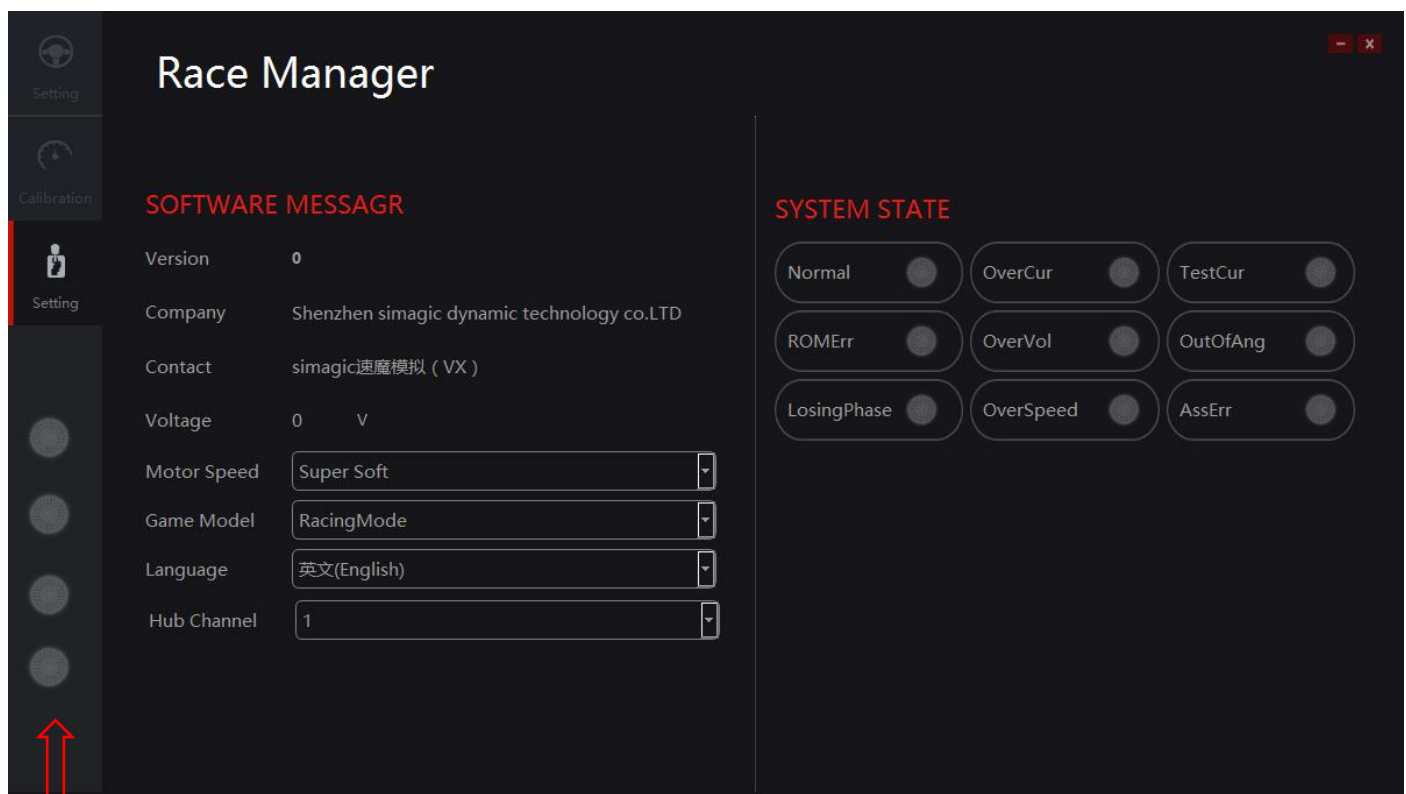 Race Manager
- x
Setting
Calibration
Setting
SOFTWARE MESSAGR
Version 0
Company Shenzhen simagic dynamic technology co.LTD
Contact simagic速魔模拟 ( VX )
Voltage 0 V
Motor Speed Super Soft
Game Model RacingMode
Language 英文(English)
Hub Channel 1
SYSTEM STATE
Normal OverCur TestCur
ROMErr OverVol OutOfAng
LosingPhase OverSpeed AssErr